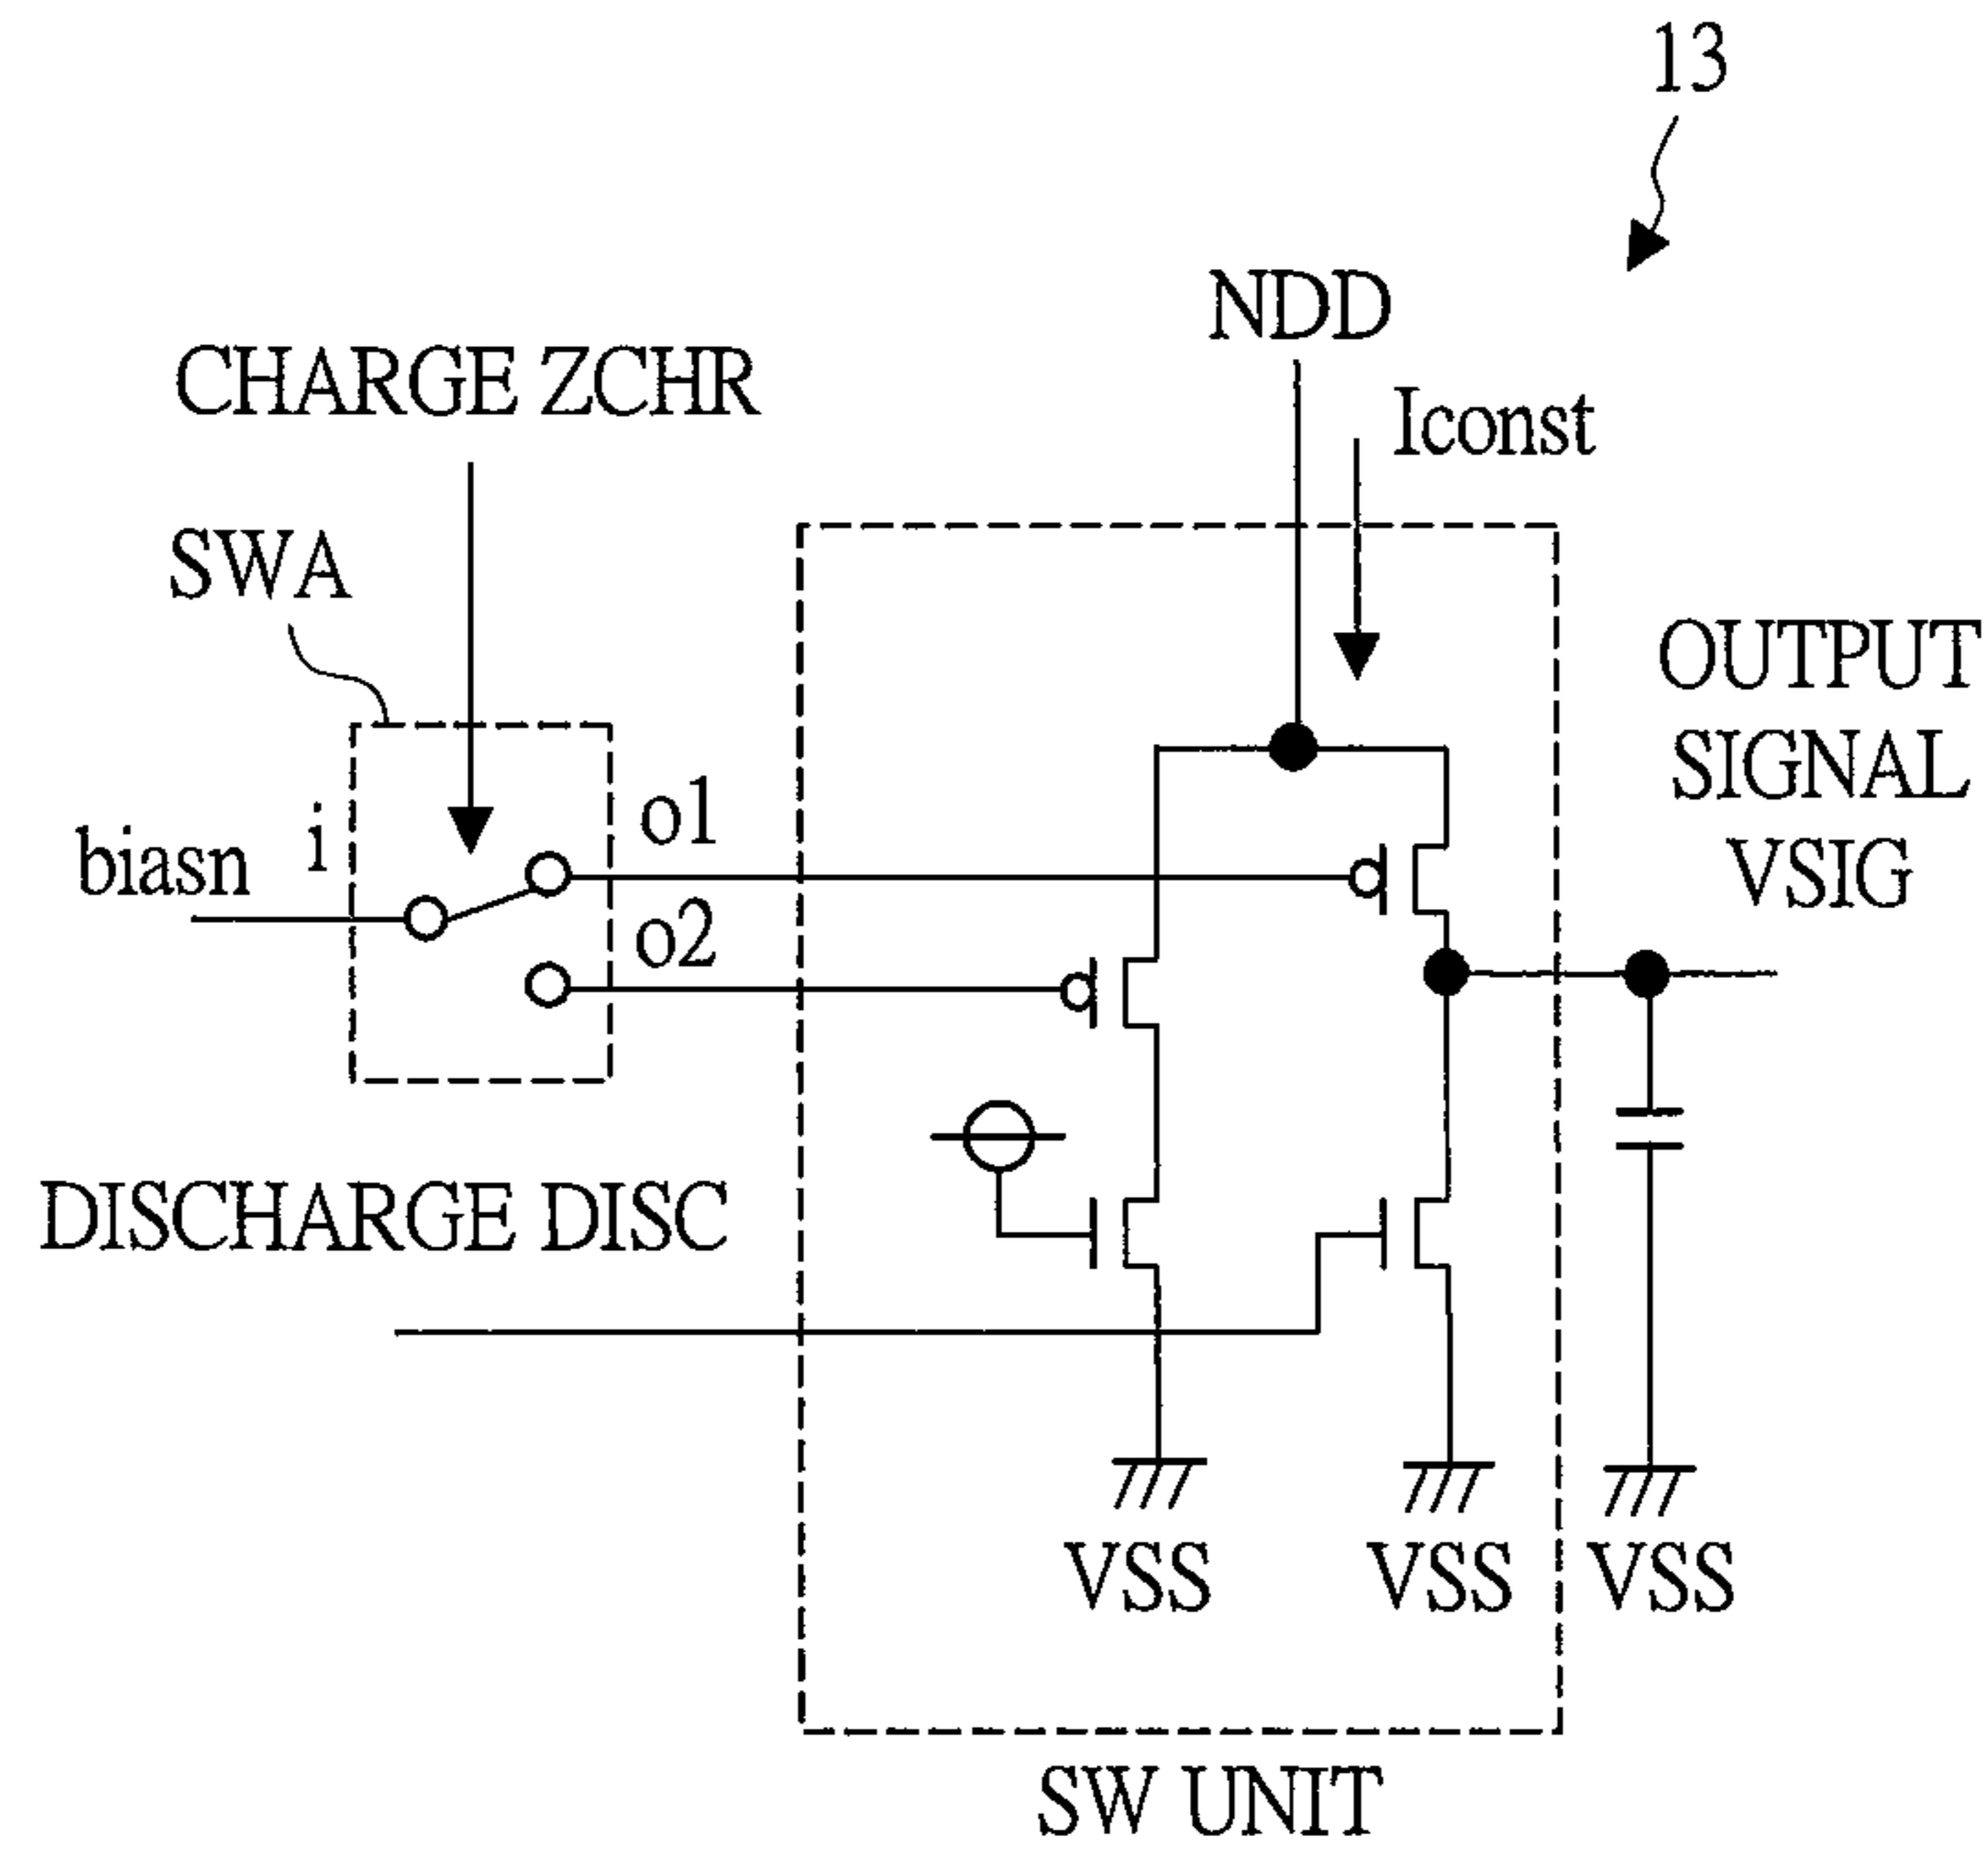 13
NDD
CHARGE ZCHR
Iconst
SWA
OUTPUT
SIGNAL
VSIG
i
o1
biasn
o2
DISCHARGE DISC
VSS
VSS
VSS
SW UNIT